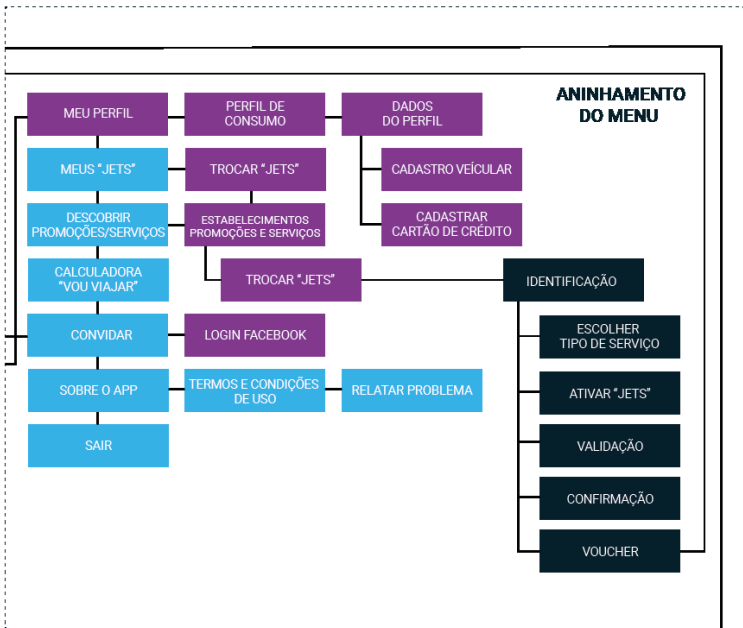 ANINHAMENTO
DO MENU
MEU PERFIL
PERFIL DE
CONSUMO
DADOS
DO PERFIL
MEUS “JETS”
TROCAR “JETS”
CADASTRO VEÍCULAR
DESCOBRIR
PROMOÇÕES/SERVIÇOS
ESTABELECIMENTOS
PROMOÇÕES E SERVIÇOS
CADASTRAR
CARTÃO DE CRÉDITO
CALCULADORA
“VOU VIAJAR”
TROCAR “JETS”
IDENTIFICAÇÃO
CONVIDAR
LOGIN FACEBOOK
ESCOLHER
TIPO DE SERVIÇO
SOBRE O APP
TERMOS E CONDIÇÕES
DE USO
RELATAR PROBLEMA
ATIVAR “JETS”
SAIR
VALIDAÇÃO
CONFIRMAÇÃO
VOUCHER